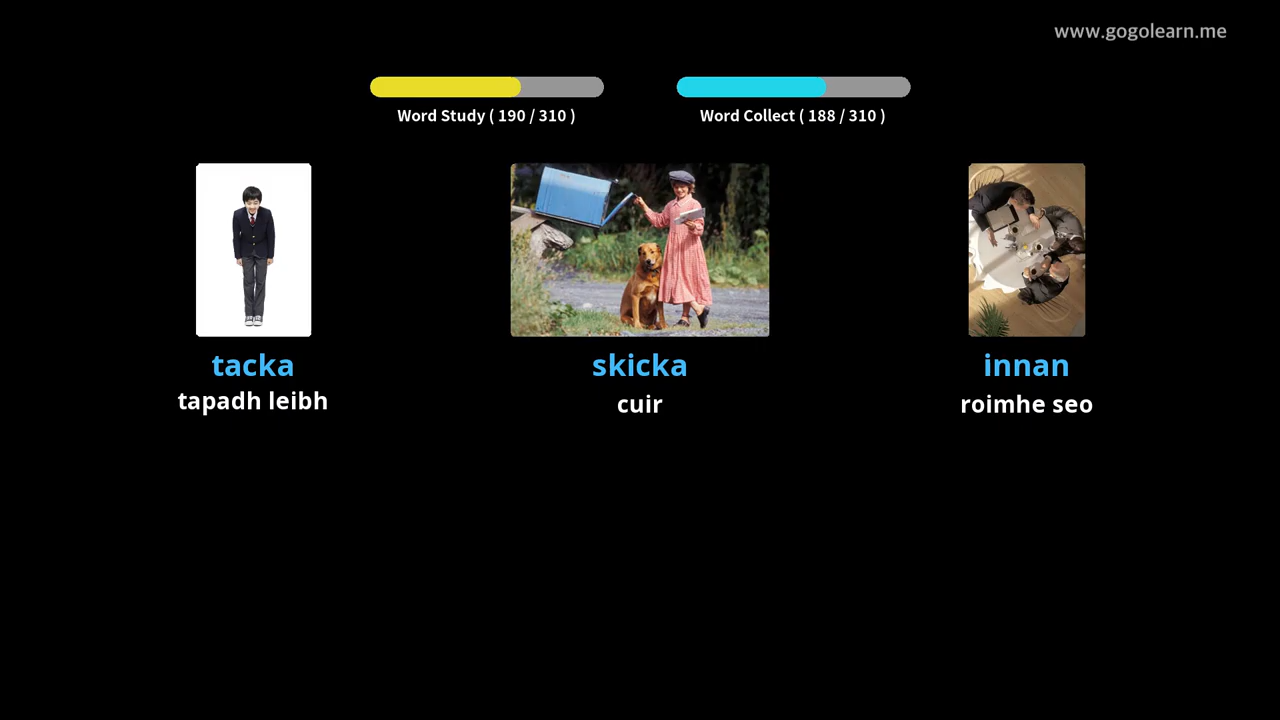 www.gogolearn.me
Word Study ( 190 / 310 )
Word Collect ( 188 / 310 )
tacka
skicka
innan
tapadh leibh
cuir
roimhe seo